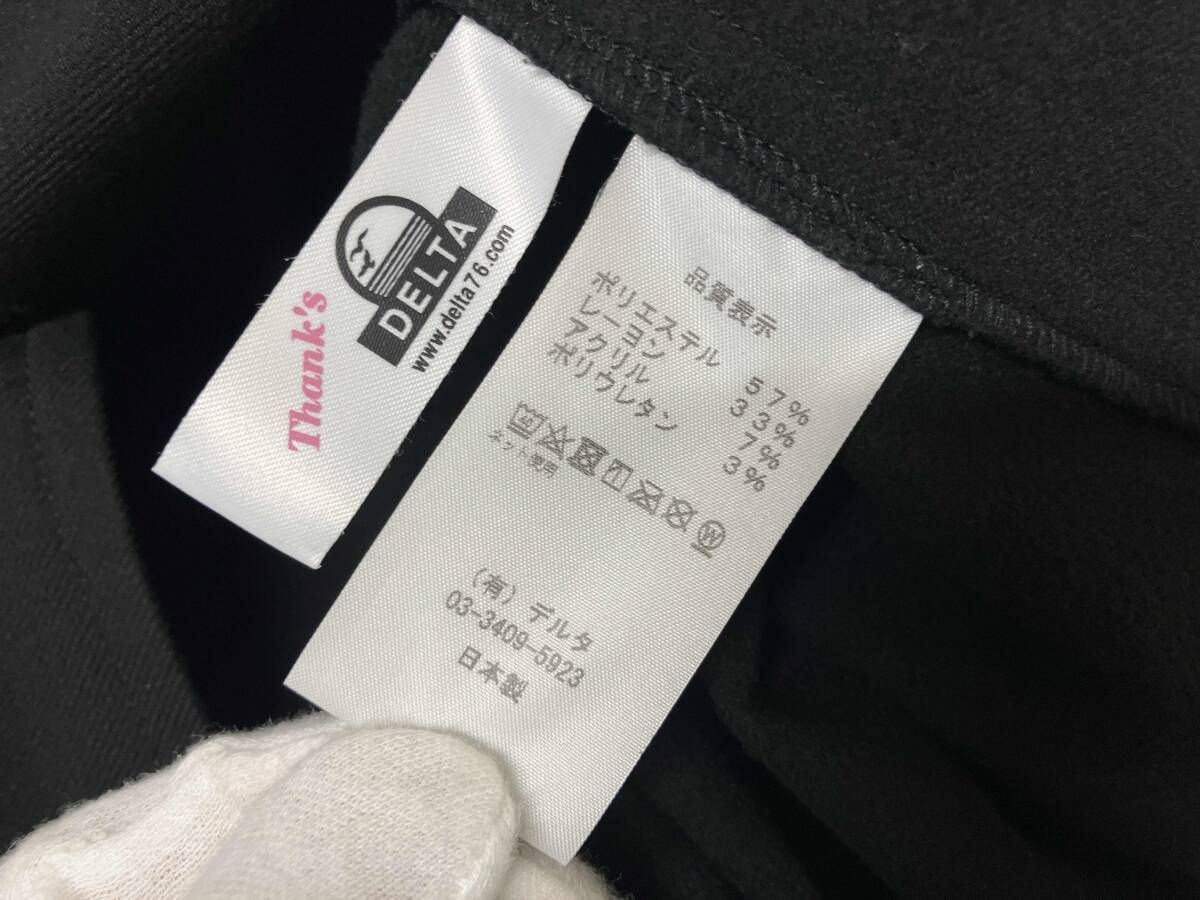 Thank's
DELTA
www.delta76.com
品質表示
ポリエステル 57%
レーヨン 33%
アクリル 7%
ポリウレタン 3%
ネット使用
W
(有) デルタ
03-3409-5923
日本製